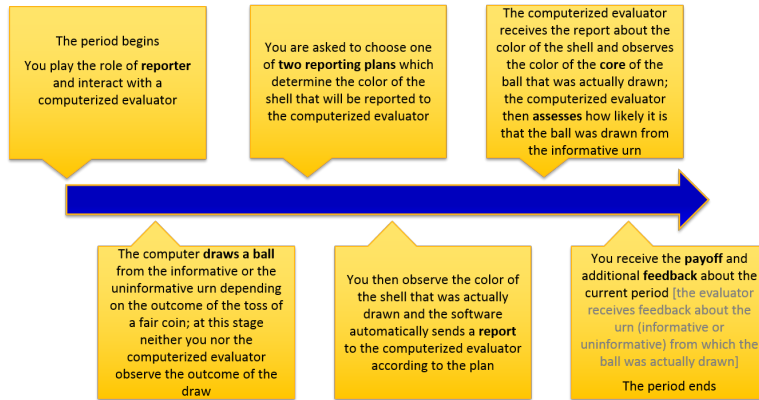 The period begins
You play the role of reporter
and interact with a
computerized evaluator
You are asked to choose one
of two reporting plans which
determine the color of the
shell that will be reported to
the computerized evaluator
The computerized evaluator
receives the report about the
color of the shell and observes
the color of the core of the
ball that was actually drawn;
the computerized evaluator
then assesses how likely it is
that the ball was drawn from
the informative urn
The computer draws a ball
from the informative or the
uninformative urn depending
on the outcome of the toss of
a fair coin; at this stage
neither you nor the
computerized evaluator
observe the outcome of the
draw
You then observe the color of
the shell that was actually
drawn and the software
automatically sends a report
to the computerized evaluator
according to the plan
You receive the payoff and
additional feedback about the
current period [the evaluator
receives feedback about the
urn (informative or
uninformative) from which the
ball was actually drawn]
The period ends